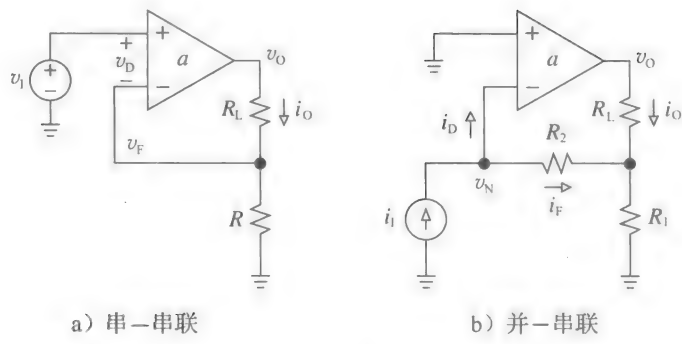 +
a
−
+
v_D
−
v_I
+
−
v_O
R_L
i_O
v_F
R
a) 串—串联
+
a
−
v_O
R_L
i_O
i_D
R_2
v_N
i_F
i_I
R_1
b) 并—串联